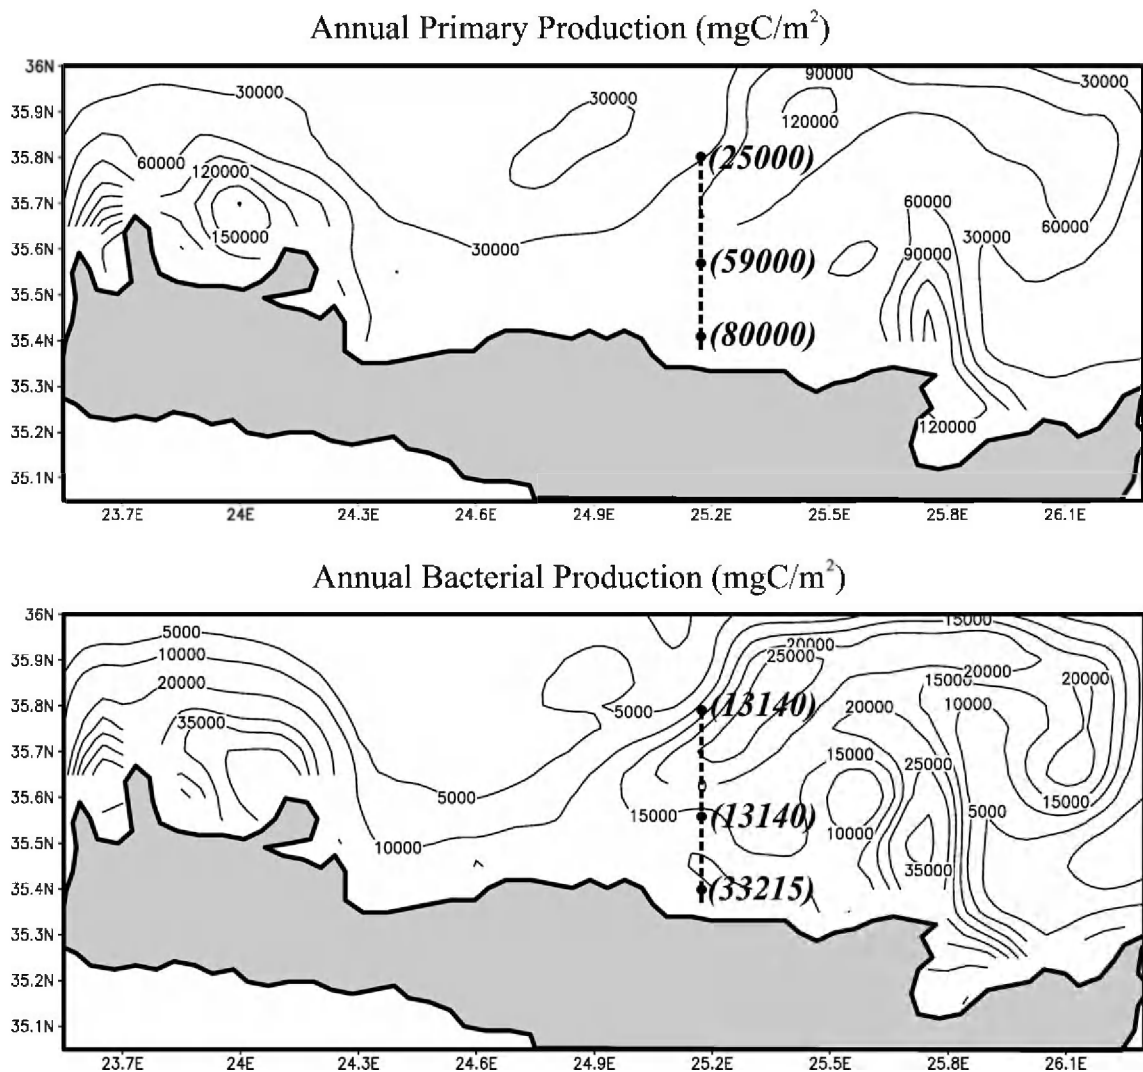 Annual Primary Production (mgC/m²)
36N
30000
30000
90000
30000
35.9N
120000
35.8N
60000
120000
(25000)
35.7N
150000
60000
60000
35.6N
30000
30000
90000
(59000)
35.5N
35.4N
(80000)
35.3N
120000
35.2N
35.1N
23.7E 24E 24.3E 24.6E 24.9E 25.2E 25.5E 25.8E 26.1E
Annual Bacterial Production (mgC/m²)
36N
5000
15000
20000
35.9N
10000
25000
20000
20000
15000
20000
35.8N
5000
(13140)
10000
35000
20000
35.7N
15000
25000
35.6N
5000
15000
15000
(13140)
5000
10000
35.5N
10000
35000
35.4N
(33215)
35.3N
35.2N
35.1N
23.7E 24E 24.3E 24.6E 24.9E 25.2E 25.5E 25.8E 26.1E